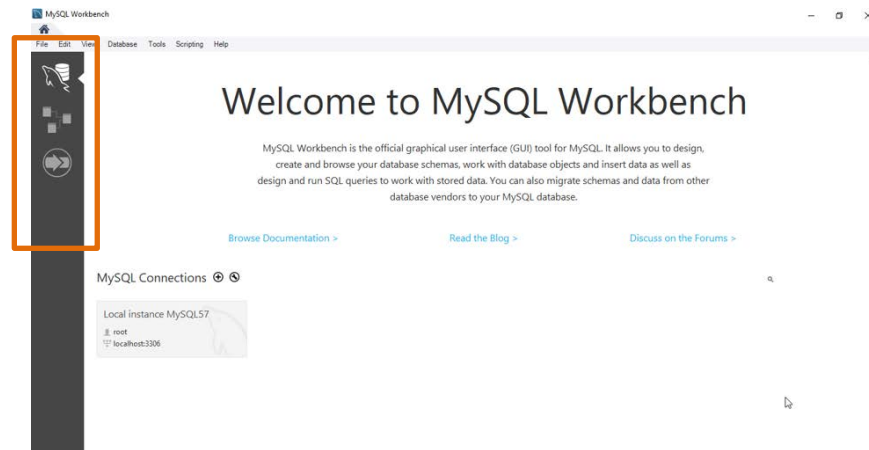 MySQL Workbench
File Edit View Database Tools Scripting Help
Welcome to MySQL Workbench
MySQL Workbench is the official graphical user interface (GUI) tool for MySQL. It allows you to design,
create and browse your database schemas, work with database objects and insert data as well as
design and run SQL queries to work with stored data. You can also migrate schemas and data from other
database vendors to your MySQL database.
Browse Documentation > Read the Blog > Discuss on the Forums >
MySQL Connections
Local instance MySQL57
root
localhost:3306